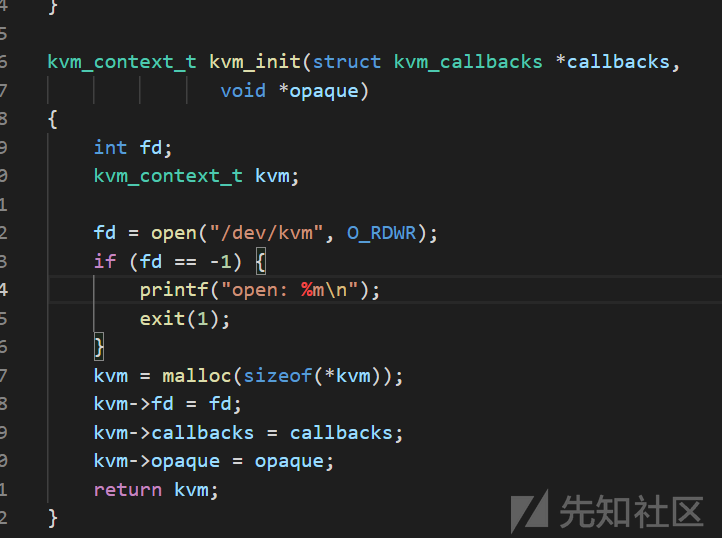 4 }
5
6 kvm_context_t kvm_init(struct kvm_callbacks *callbacks,
7 void *opaque)
8 {
9 int fd;
0 kvm_context_t kvm;
1
2 fd = open("/dev/kvm", O_RDWR);
3 if (fd == -1) {
4 printf("open: %m\n");
5 exit(1);
6 }
7 kvm = malloc(sizeof(*kvm));
8 kvm->fd = fd;
9 kvm->callbacks = callbacks;
0 kvm->opaque = opaque;
1 return kvm;
2 }
先知社区